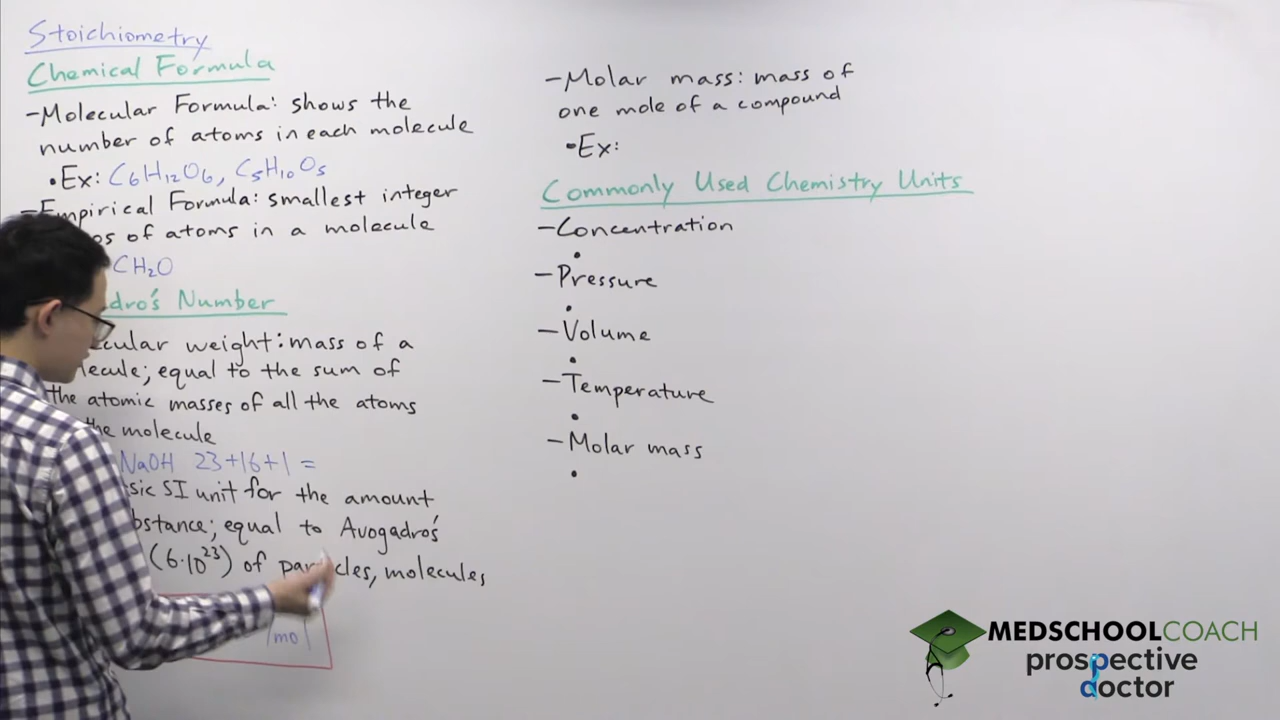 Stoichiometry
Chemical Formula
-Molecular Formula: shows the
number of atoms in each molecule
•Ex: C6H12O6, C5H10O5
-Empirical Formula: smallest integer
of atoms in a molecule
CH2O
Number
weight: mass of a
equal to the sum of
the atomic masses of all the atoms
the molecule
NaOH 23+16+1=
SI unit for the amount
equal to Avogadro's
(6·10^23) of particles, molecules,
-Molar mass: mass of
one mole of a compound
•Ex:
Commonly Used Chemistry Units
-Concentration
•
-Pressure
•
-Volume
•
-Temperature
•
-Molar mass
•
MEDSCHOOLCOACH
prospective
doctor